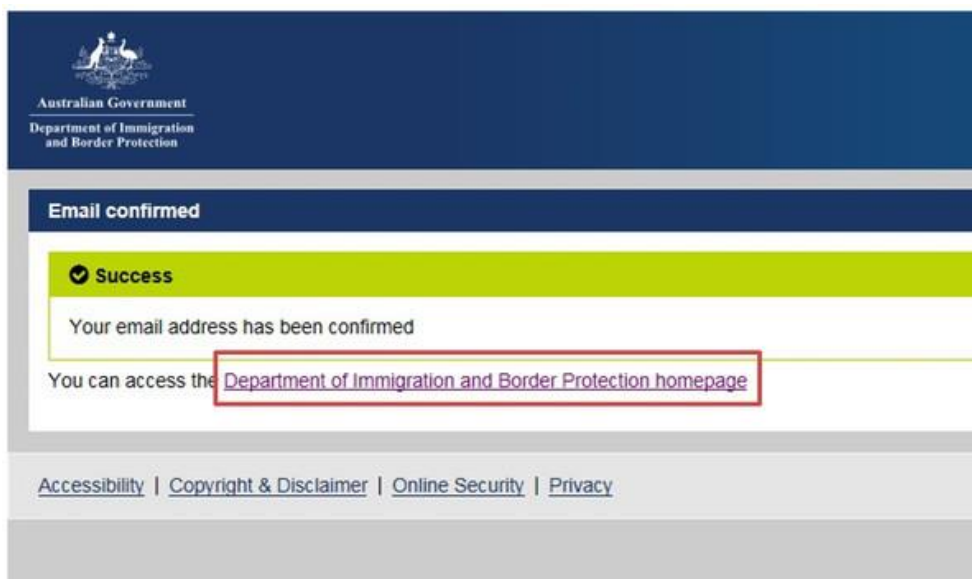 Australian Government
Department of Immigration
and Border Protection
Email confirmed
Success
Your email address has been confirmed
You can access the Department of Immigration and Border Protection homepage
Accessibility | Copyright & Disclaimer | Online Security | Privacy